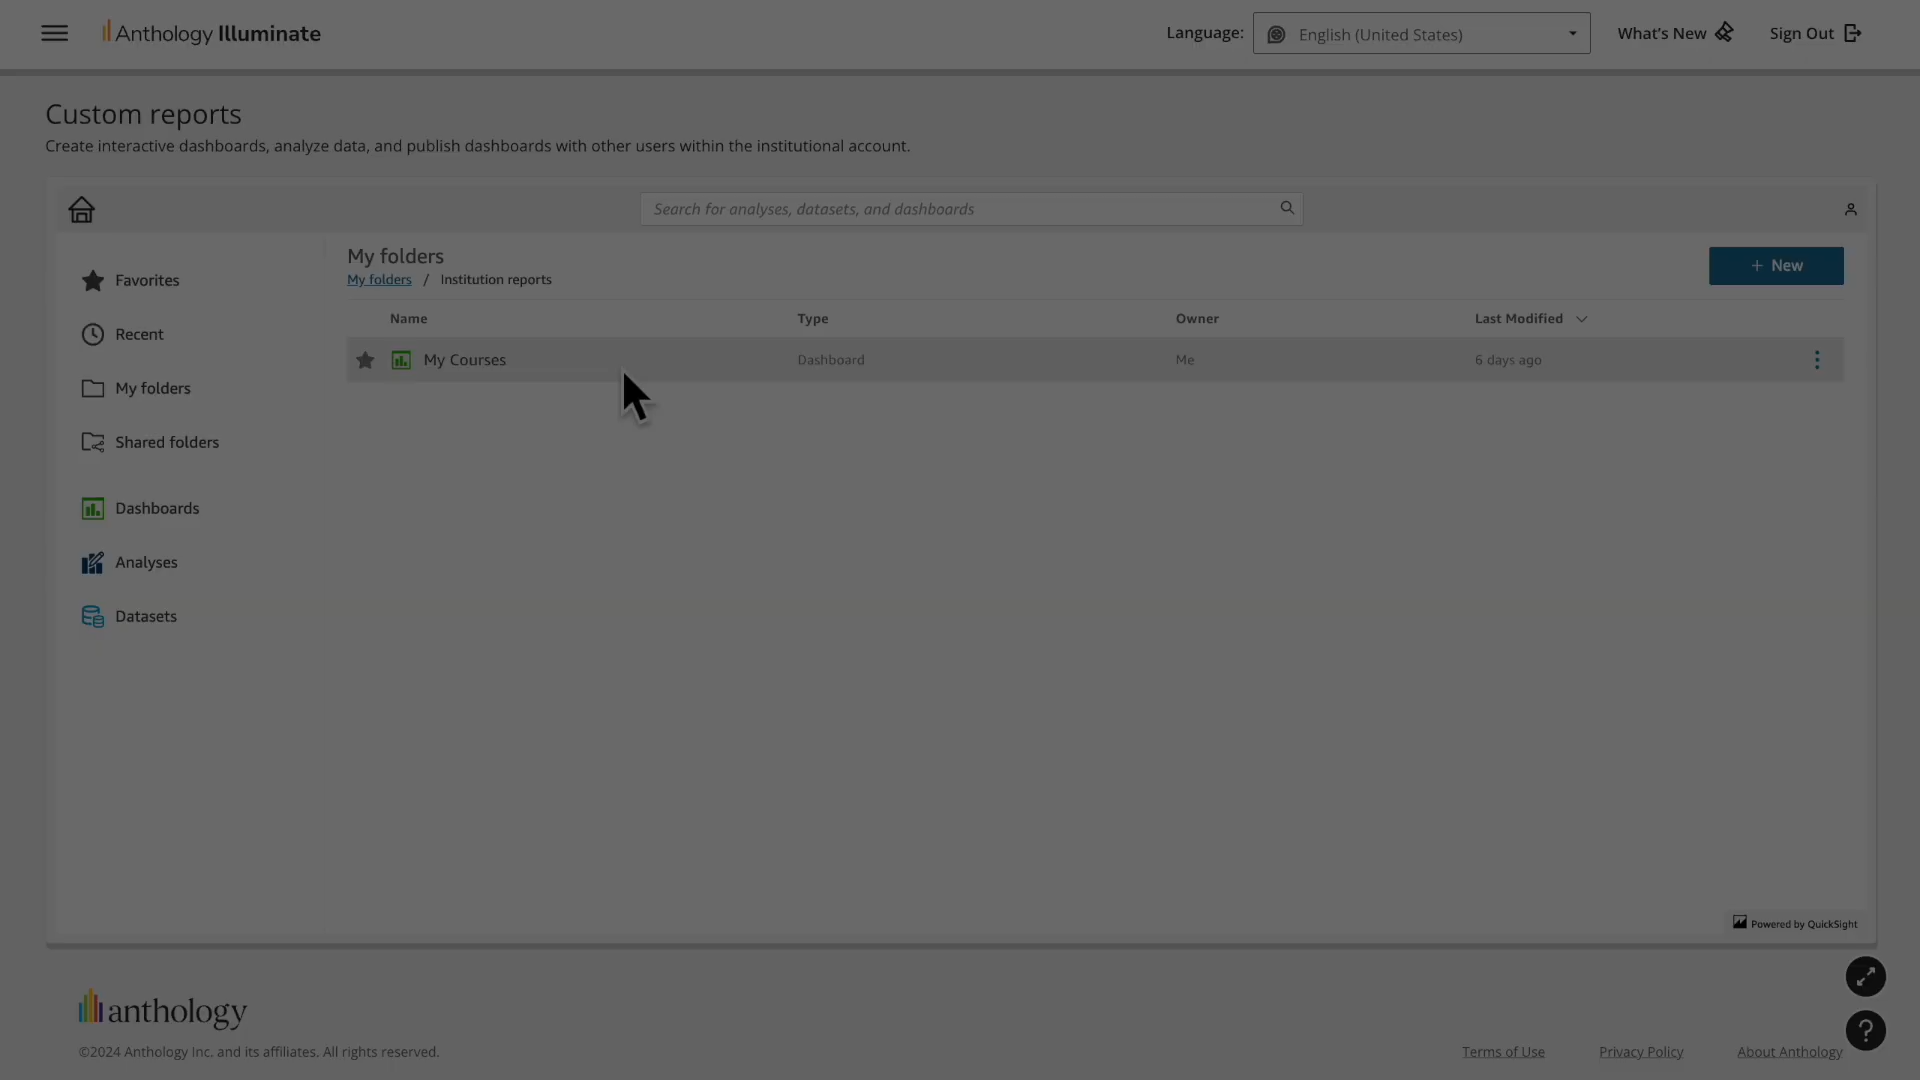 Anthology Illuminate
Language:
English (United States)
What's New
Sign Out
Custom reports
Create interactive dashboards, analyze data, and publish dashboards with other users within the institutional account.
Search for analyses, datasets, and dashboards
Favorites
Recent
My folders
Shared folders
Dashboards
Analyses
Datasets
My folders
My folders / Institution reports
+ New
Name Type Owner Last Modified
My Courses Dashboard Me 6 days ago
Powered by QuickSight
anthology
©2024 Anthology Inc. and its affiliates. All rights reserved.
Terms of Use Privacy Policy About Anthology
?